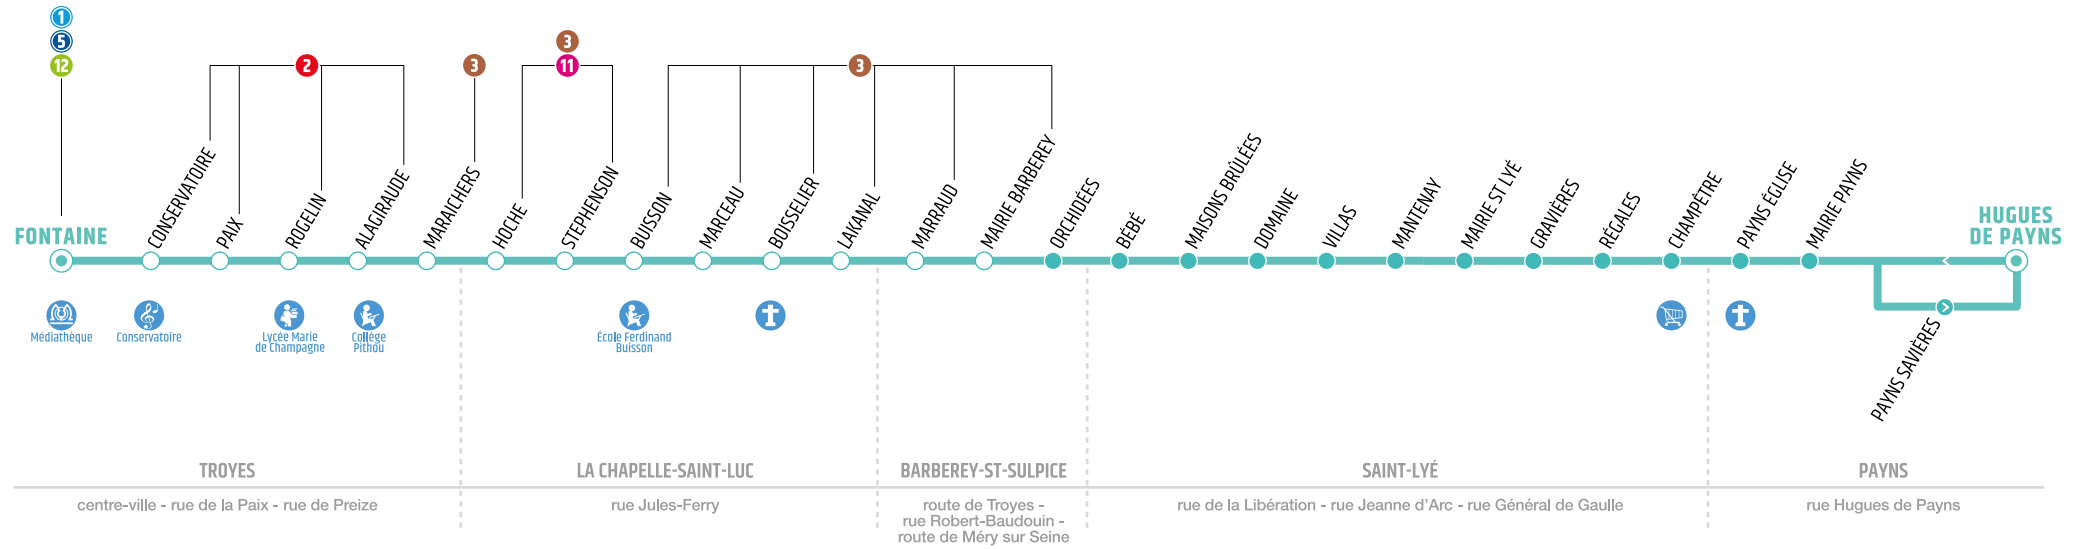 1
5
12
2
3
3
11
3
FONTAINE
CONSERVATOIRE
PAIX
ROGELIN
ALAGIRAUDE
MARAICHERS
HOCHE
STEPHENSON
BUISSON
MARCEAU
BOISSELIER
LAKANAL
MARRAUD
MAIRIE BARBEREY
ORCHIDÉES
BÉBÉ
MAISONS BRÛLÉES
DOMAINE
VILLAS
MANTENAY
MAIRIE ST LYÉ
GRAVIÈRES
RÉGALES
CHAMPÊTRE
PAYNS ÉGLISE
MAIRIE PAYNS
HUGUES
DE PAYNS
PAYNS SAVIÈRES
Médiathèque
Conservatoire
Lycée Marie
de Champagne
Collège
Pithou
École Ferdinand
Buisson
TROYES
LA CHAPELLE-SAINT-LUC
BARBEREY-ST-SULPICE
SAINT-LYÉ
PAYNS
centre-ville - rue de la Paix - rue de Preize
rue Jules-Ferry
route de Troyes -
rue Robert-Baudouin -
route de Méry sur Seine
rue de la Libération - rue Jeanne d'Arc - rue Général de Gaulle
rue Hugues de Payns